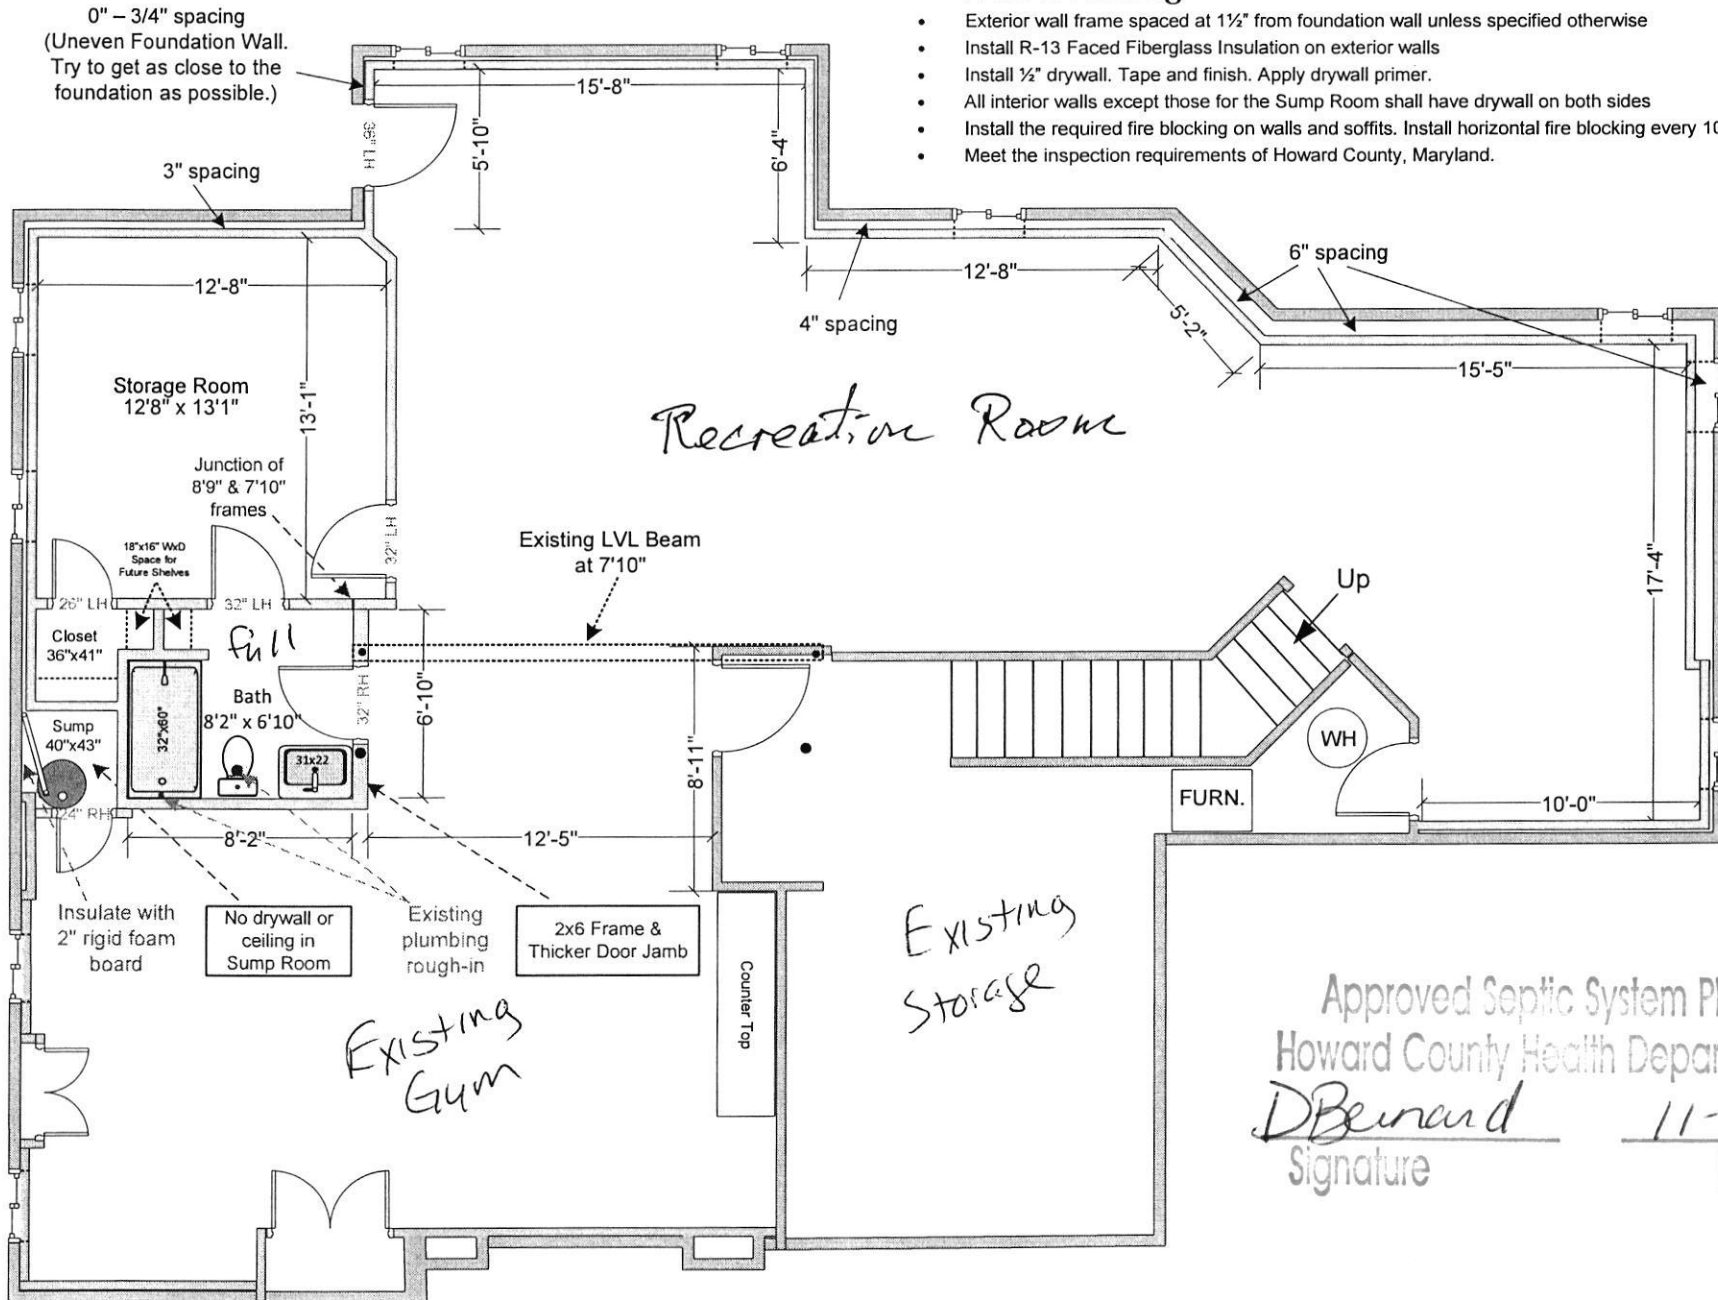 0" – 3/4" spacing
(Uneven Foundation Wall.
Try to get as close to the
foundation as possible.)
• Exterior wall frame spaced at 1½" from foundation wall unless specified otherwise
• Install R-13 Faced Fiberglass Insulation on exterior walls
• Install ½" drywall. Tape and finish. Apply drywall primer.
• All interior walls except those for the Sump Room shall have drywall on both sides
• Install the required fire blocking on walls and soffits. Install horizontal fire blocking every 10
• Meet the inspection requirements of Howard County, Maryland.
15'-8"
36" LH
5'-10"
6'-4"
3" spacing
12'-8"
12'-8"
6" spacing
4" spacing
5'-2"
15'-5"
Storage Room
12'8" x 13'1"
13'-1"
Recreation Room
Junction of
8'9" & 7'10"
frames
32" LH
Existing LVL Beam
at 7'10"
18"x16" WxD
Space for
Future Shelves
Up
17'-4"
26" LH
32" LH
Closet
36"x41"
full
Bath
8'2" x 6'10"
32"x60"
32" RH
6'-10"
8'-11"
Sump
40"x43"
31x22
WH
FURN.
10'-0"
24" RH
8'-2"
12'-5"
Insulate with
2" rigid foam
board
No drywall or
ceiling in
Sump Room
Existing
plumbing
rough-in
2x6 Frame &
Thicker Door Jamb
Counter Top
Existing
Storage
Existing
Gym
Approved Septic System
Howard County Health
DBernard 11-
Signature